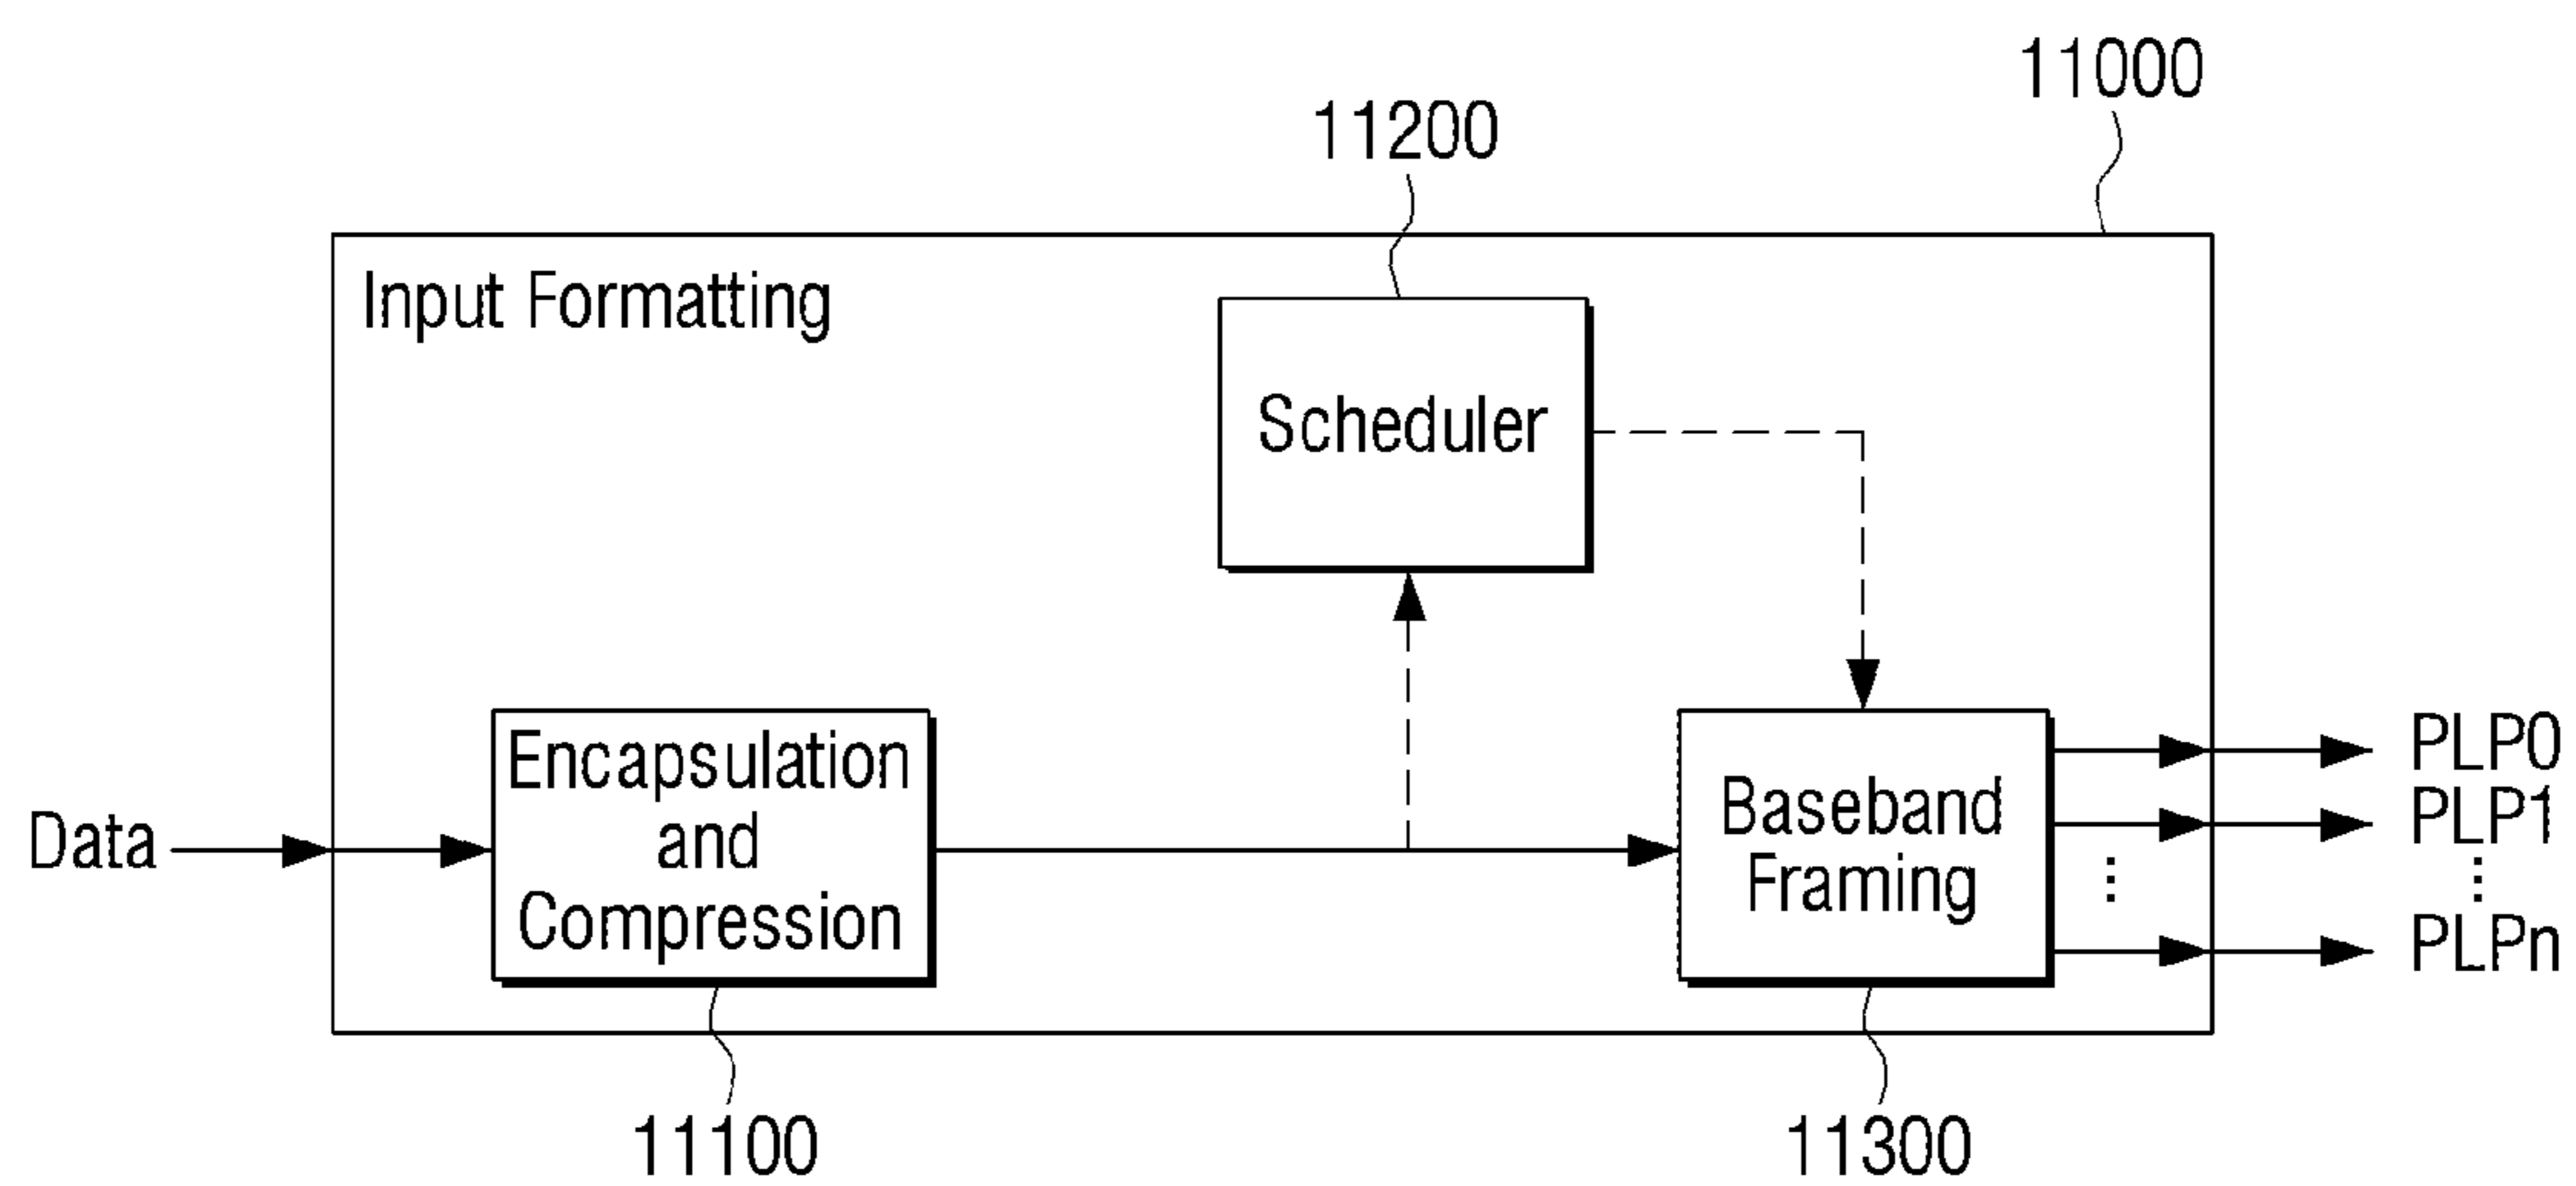 11000
11200
Input Formatting
Scheduler
Encapsulation
and
Compression
Data
Baseband
Framing
PLP0
PLP1
⋮
⋮
PLPn
11100
11300